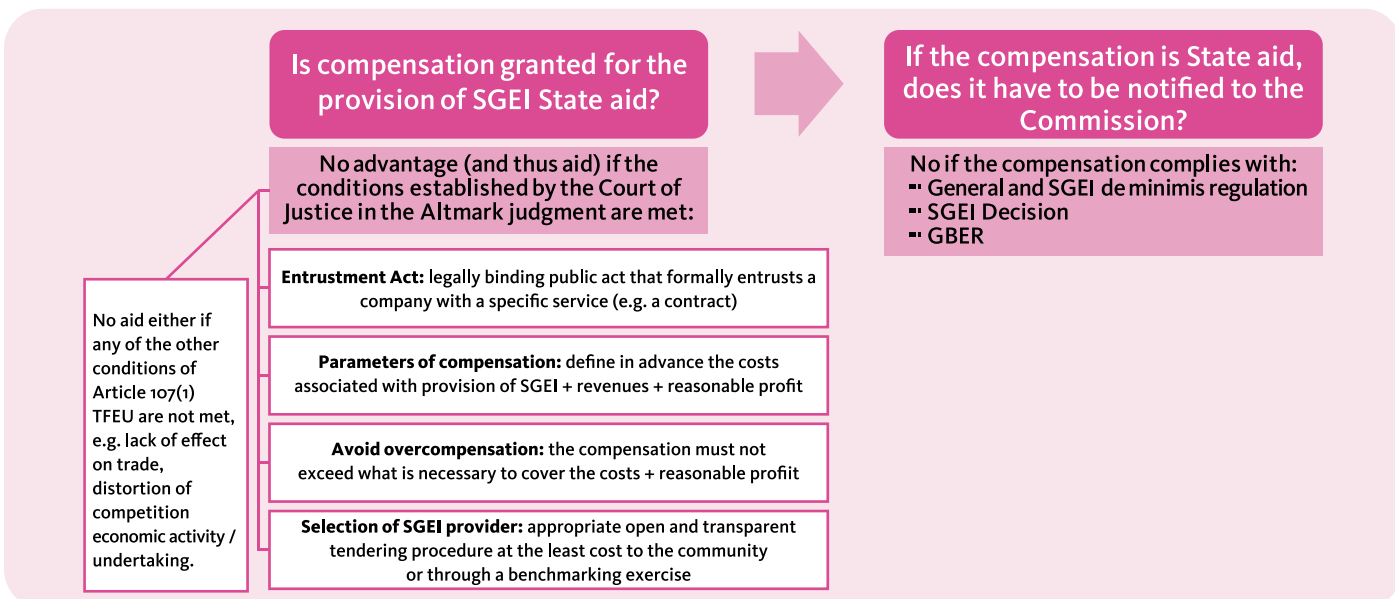 Is compensation granted for the
provision of SGEI State aid?
If the compensation is State aid,
does it have to be notified to the
Commission?
No advantage (and thus aid) if the
conditions established by the Court of
Justice in the Altmark judgment are met:
No if the compensation complies with:
General and SGEI de minimis regulation
SGEI Decision
GBER
No aid either if
any of the other
conditions of
Article 107(1)
TFEU are not met,
e.g. lack of effect
on trade,
distortion of
competition
economic activity /
undertaking.
Entrustment Act: legally binding public act that formally entrusts a
company with a specific service (e.g. a contract)
Parameters of compensation: define in advance the costs
associated with provision of SGEI + revenues + reasonable profit
Avoid overcompensation: the compensation must not
exceed what is necessary to cover the costs + reasonable profiit
Selection of SGEI provider: appropriate open and transparent
tendering procedure at the least cost to the community
or through a benchmarking exercise